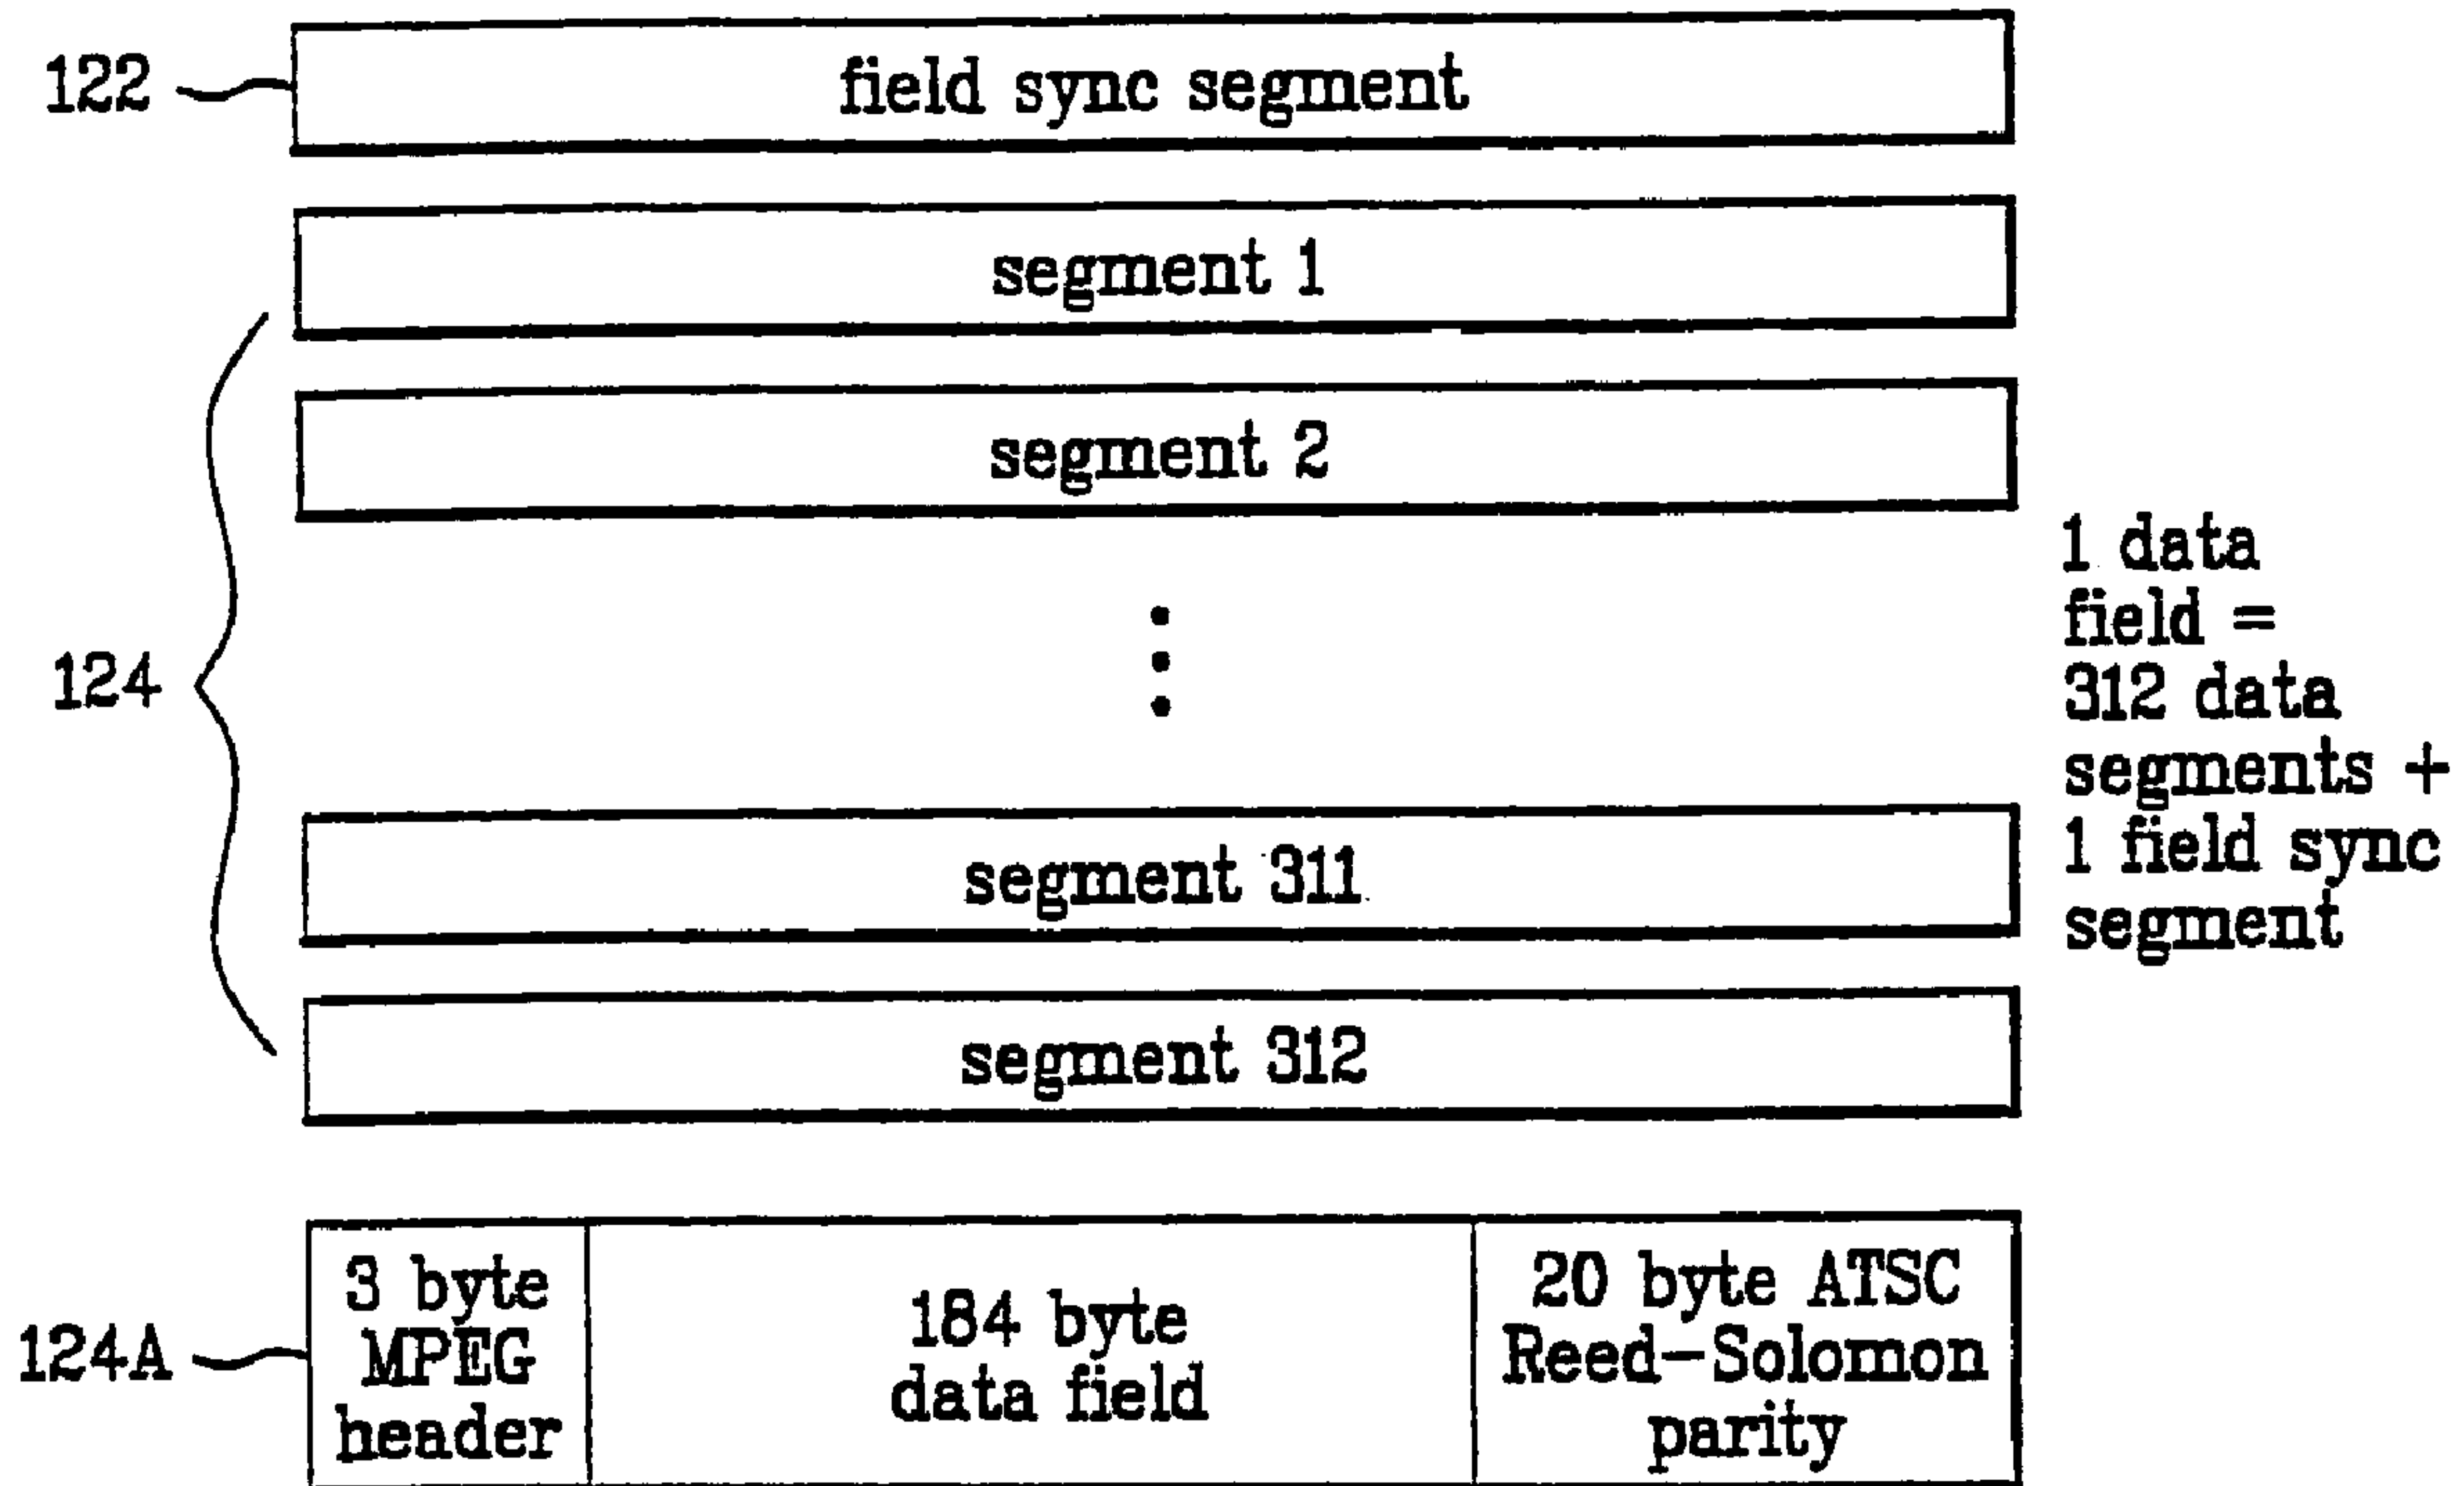 122
field sync segment
segment 1
segment 2
124
1 data
field =
312 data
segments +
1 field sync
segment
segment 311
segment 312
124A
3 byte
MPEG
header
184 byte
data field
20 byte ATSC
Reed-Solomon
parity